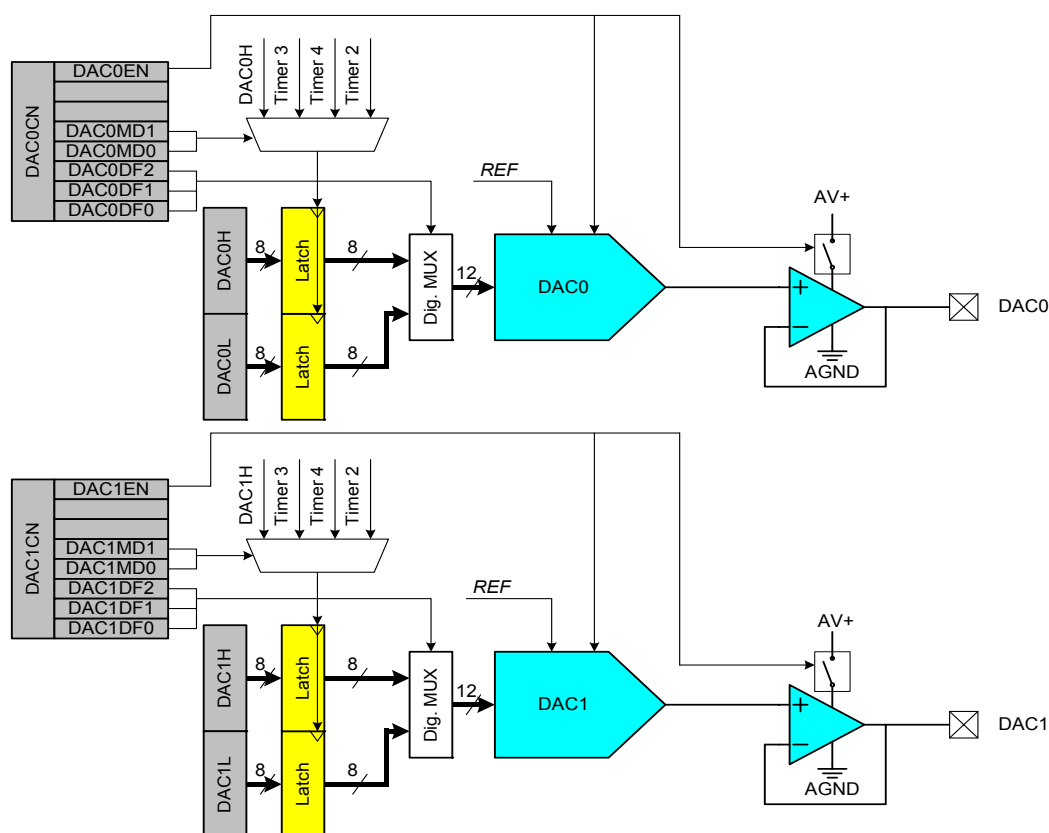 DAC0CN
DAC0EN
DAC0MD1
DAC0MD0
DAC0DF2
DAC0DF1
DAC0DF0
DAC0H
Timer 3
Timer 4
Timer 2
REF
AV+
DAC0H
8
Latch
8
Dig. MUX
12
DAC0
+
−
DAC0
DAC0L
8
Latch
8
AGND
DAC1CN
DAC1EN
DAC1MD1
DAC1MD0
DAC1DF2
DAC1DF1
DAC1DF0
DAC1H
Timer 3
Timer 4
Timer 2
REF
AV+
DAC1H
8
Latch
8
Dig. MUX
12
DAC1
+
−
DAC1
DAC1L
8
Latch
8
AGND